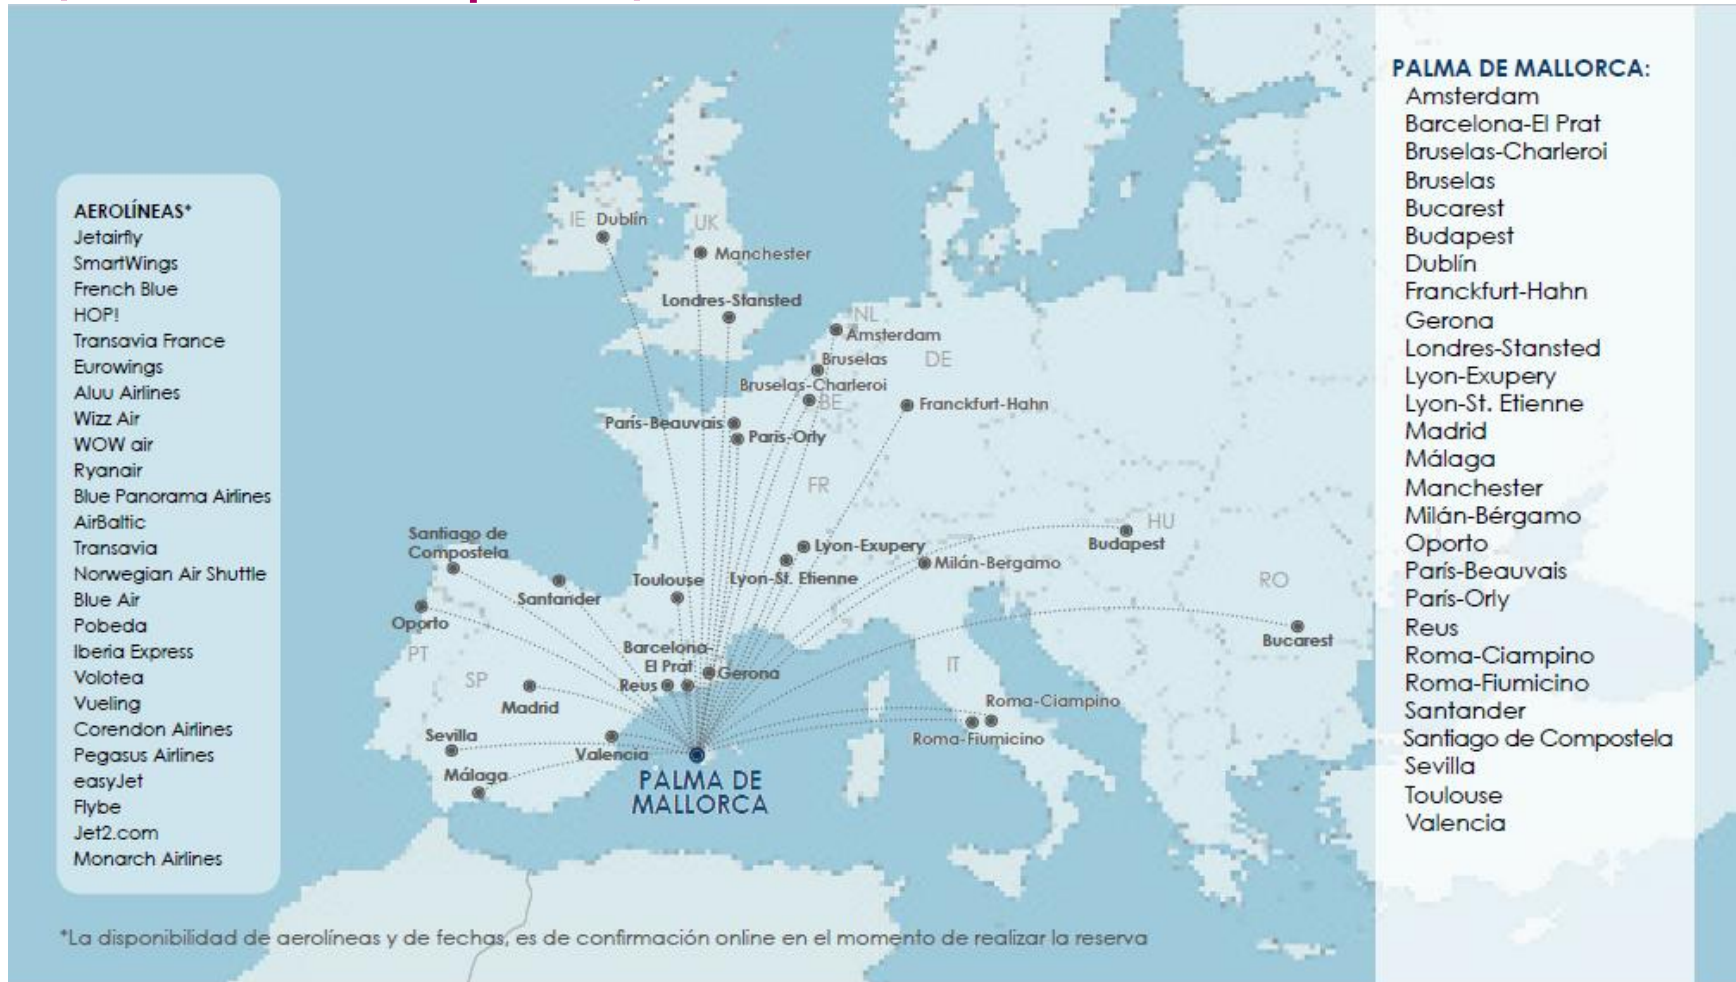 AEROLÍNEAS*
Jetairfly
SmartWings
French Blue
HOP!
Transavia France
Eurowings
Aluu Airlines
Wizz Air
WOW air
Ryanair
Blue Panorama Airlines
AirBaltic
Transavia
Norwegian Air Shuttle
Blue Air
Pobeda
Iberia Express
Volotea
Vueling
Corendon Airlines
Pegasus Airlines
easyJet
Flybe
Jet2.com
Monarch Airlines
IE
Dublín
UK
Manchester
Londres-Stansted
NL
Amsterdam
Bruselas
DE
Bruselas-Charleroi
BE
Franckfurt-Hahn
París-Beauvais
París-Orly
FR
Santiago de
Compostela
HU
Budapest
Lyon-Exupery
Milán-Bergamo
Lyon-St. Etienne
Toulouse
Santander
RO
Oporto
Bucarest
PT
Barcelona-
El Prat
Gerona
IT
SP
Reus
Madrid
Roma-Ciampino
Sevilla
Roma-Fiumicino
Valencia
Málaga
PALMA DE
MALLORCA
PALMA DE MALLORCA:
Amsterdam
Barcelona-El Prat
Bruselas-Charleroi
Bruselas
Bucarest
Budapest
Dublín
Franckfurt-Hahn
Gerona
Londres-Stansted
Lyon-Exupery
Lyon-St. Etienne
Madrid
Málaga
Manchester
Milán-Bérgamo
Oporto
París-Beauvais
París-Orly
Reus
Roma-Ciampino
Roma-Fiumicino
Santander
Santiago de Compostela
Sevilla
Toulouse
Valencia
*La disponibilidad de aerolíneas y de fechas, es de confirmación online en el momento de realizar la reserva